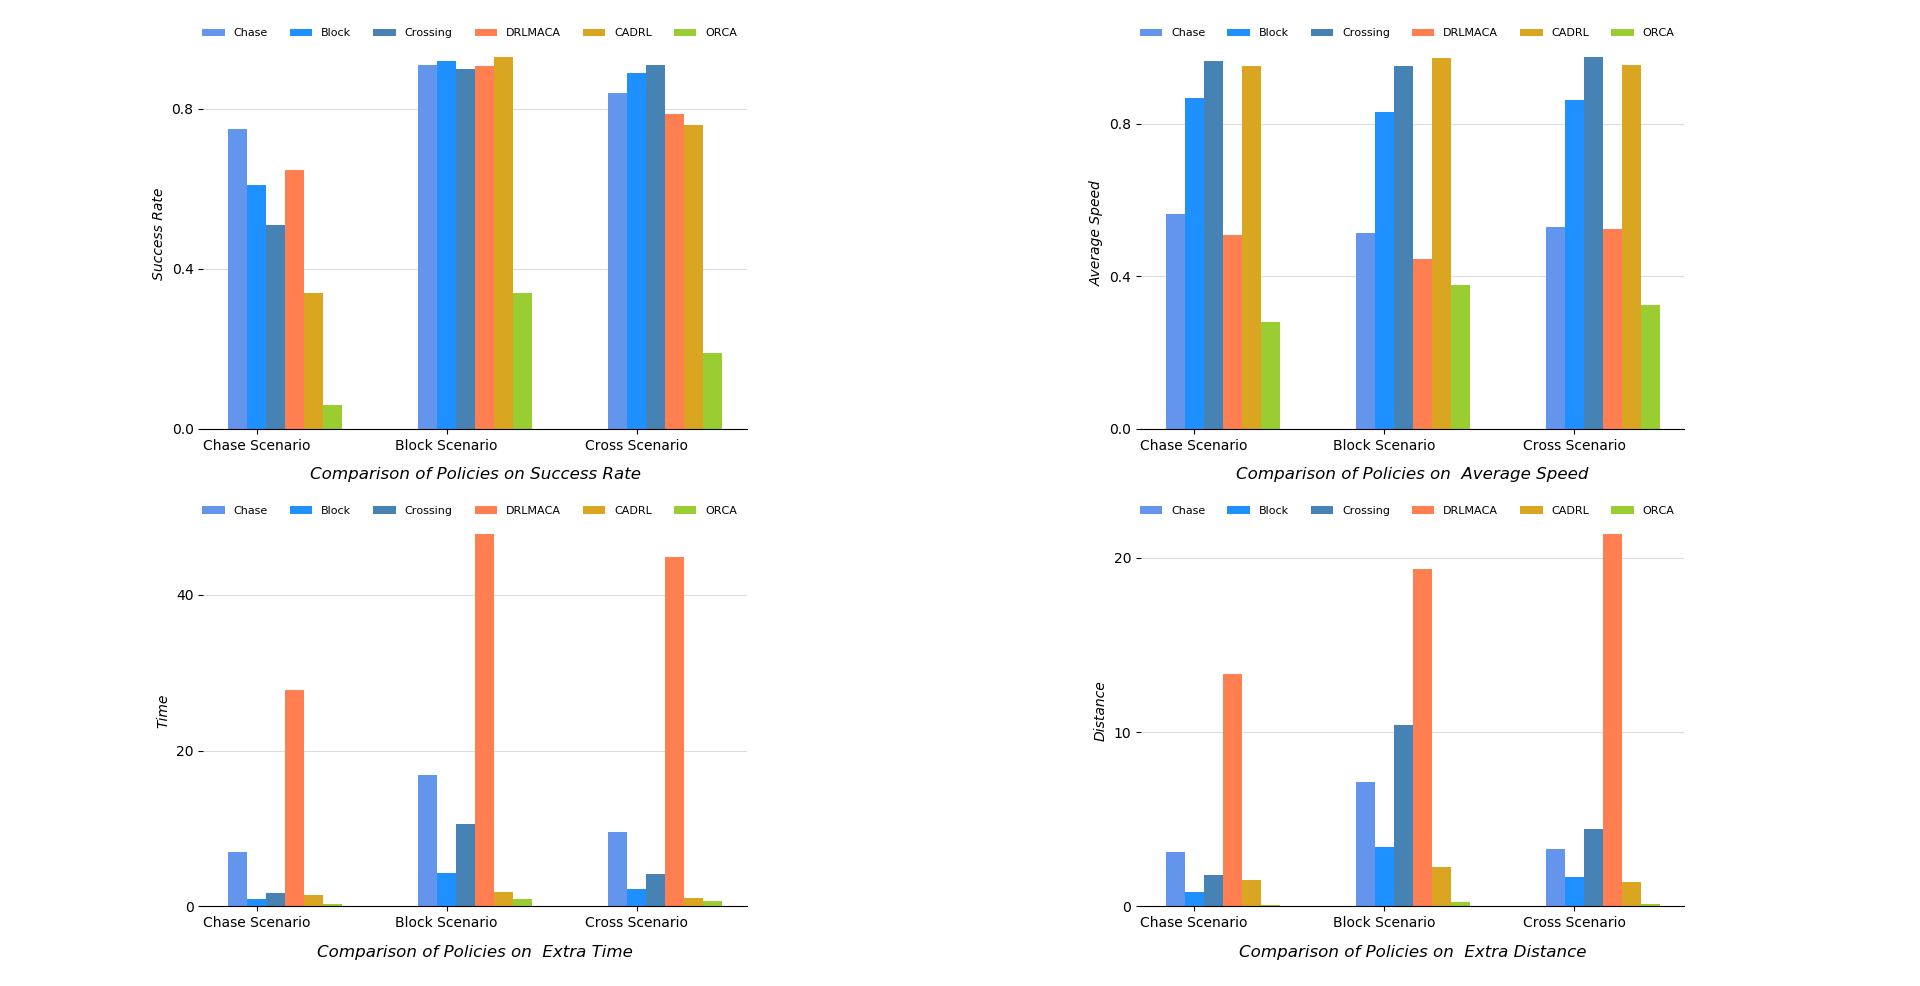 Chase Block Crossing DRLMACA CADRL ORCA
0.8
0.4
0.0
Success Rate
Chase Scenario Block Scenario Cross Scenario
Comparison of Policies on Success Rate
Chase Block Crossing DRLMACA CADRL ORCA
0.8
0.4
0.0
Average Speed
Chase Scenario Block Scenario Cross Scenario
Comparison of Policies on  Average Speed
Chase Block Crossing DRLMACA CADRL ORCA
40
20
0
Time
Chase Scenario Block Scenario Cross Scenario
Comparison of Policies on  Extra Time
Chase Block Crossing DRLMACA CADRL ORCA
20
10
0
Distance
Chase Scenario Block Scenario Cross Scenario
Comparison of Policies on  Extra Distance